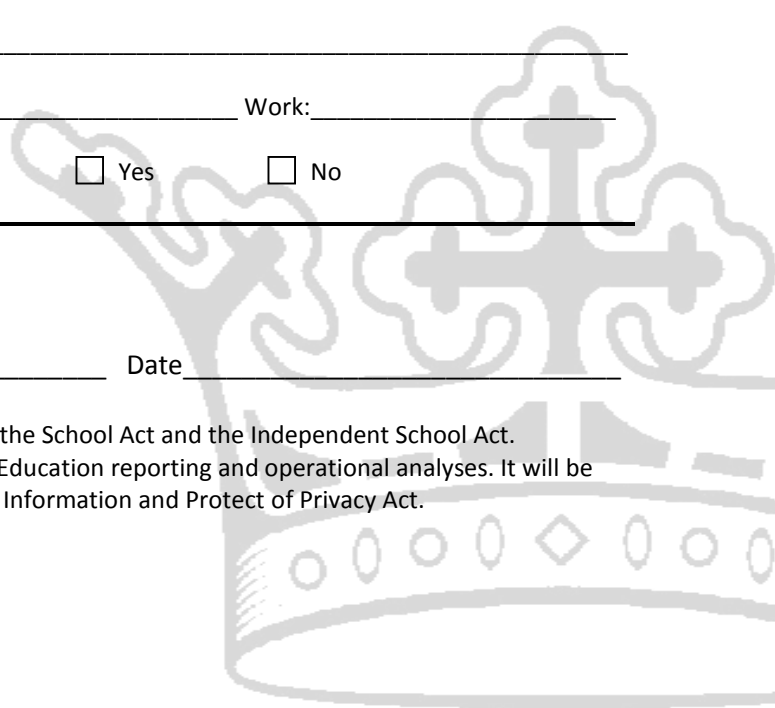 Work:
Yes No
Date
the School Act and the Independent School Act.
Education reporting and operational analyses. It will be
Information and Protect of Privacy Act.